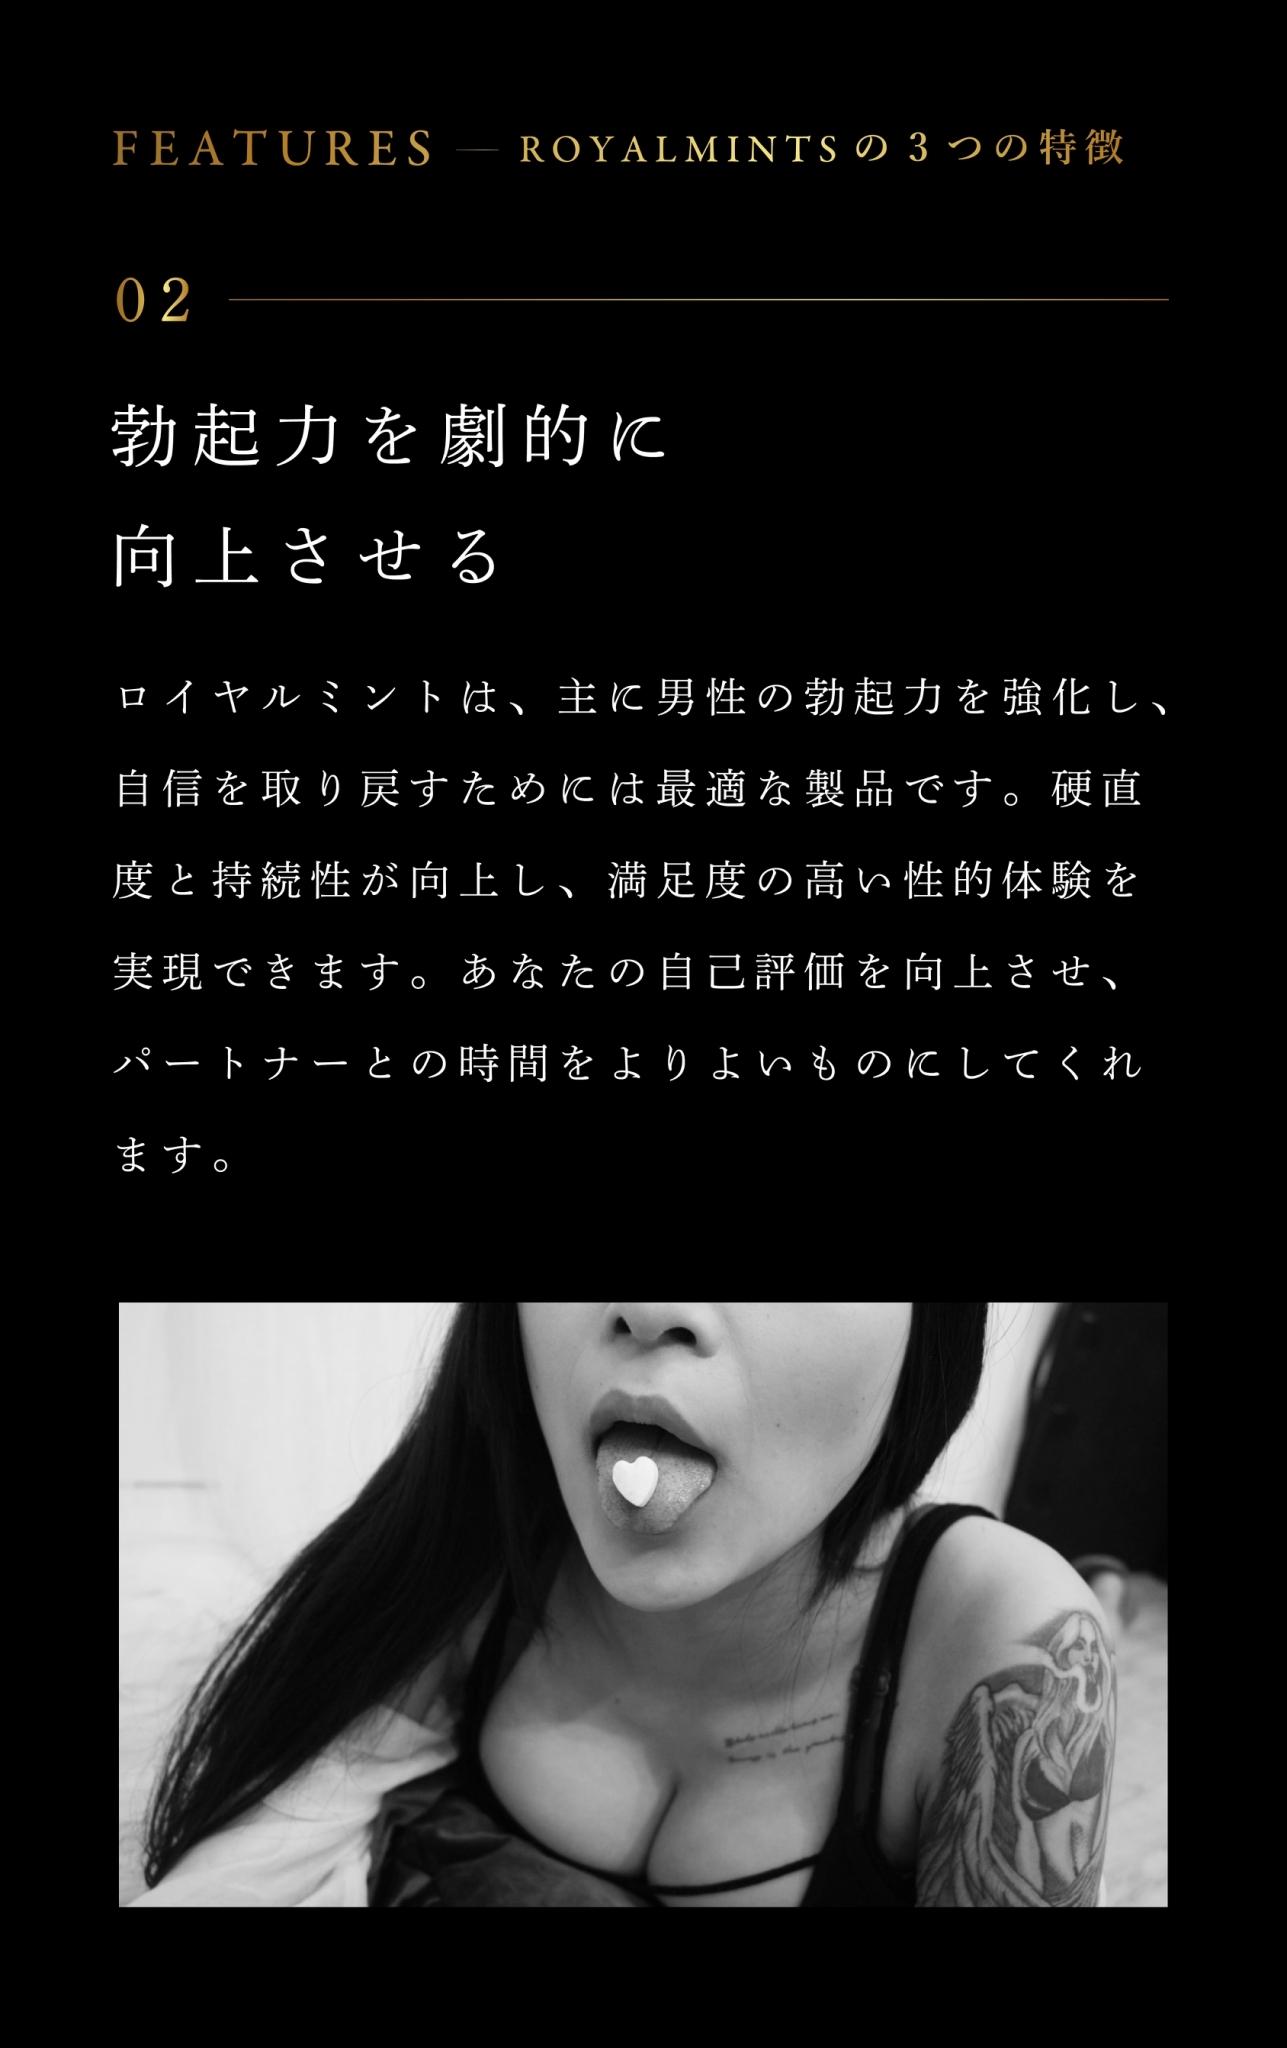 FEATURES — ROYALMINTSの3つの特徴
02
勃起力を劇的に
向上させる
ロイヤルミントは、主に男性の勃起力を強化し、
自信を取り戻すためには最適な製品です。硬直
度と持続性が向上し、満足度の高い性的体験を
実現できます。あなたの自己評価を向上させ、
パートナーとの時間をよりよいものにしてくれ
ます。